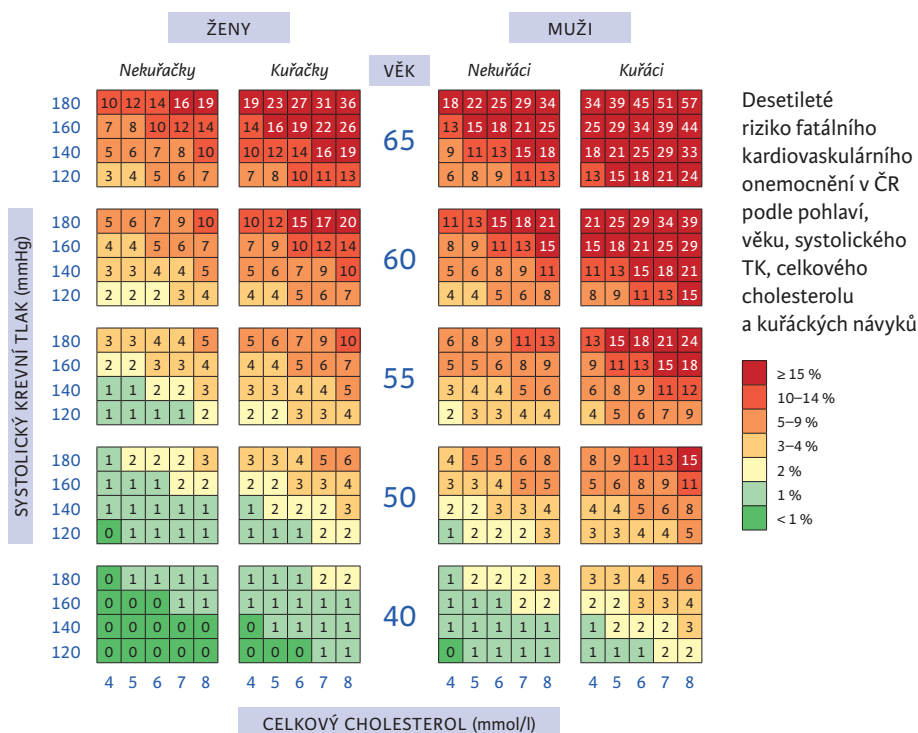 ŽENY MUŽI
Nekuřačky Kuřačky VĚK Nekuřáci Kuřáci
180 10 12 14 16 19 19 23 27 31 36 18 22 25 29 34 34 39 45 51 57
160 7 8 10 12 14 14 16 19 22 26 13 15 18 21 25 25 29 34 39 44
140 5 6 7 8 10 10 12 14 16 19 9 11 13 15 18 18 21 25 29 33
120 3 4 5 6 7 7 8 10 11 13 6 8 9 11 13 13 15 18 21 24
65
180 5 6 7 9 10 10 12 15 17 20 11 13 15 18 21 21 25 29 34 39
160 4 4 5 6 7 7 9 10 12 14 8 9 11 13 15 15 18 21 25 29
140 3 3 4 4 5 5 6 7 9 10 5 6 8 9 11 11 13 15 18 21
120 2 2 2 3 4 4 4 5 6 7 4 4 5 6 8 8 9 11 13 15
60
180 3 3 4 4 5 5 6 7 9 10 6 8 9 11 13 13 15 18 21 24
160 2 2 3 3 4 4 4 5 6 7 5 5 6 8 9 9 11 13 15 18
140 1 1 2 2 3 3 3 4 4 5 3 4 4 5 6 6 8 9 11 12
120 1 1 1 1 2 2 2 3 3 4 2 3 3 4 4 4 5 6 7 9
55
180 1 2 2 2 3 3 3 4 5 6 4 5 5 6 8 8 9 11 13 15
160 1 1 1 2 2 2 2 3 3 4 3 3 4 5 5 5 6 8 9 11
140 1 1 1 1 1 1 2 2 2 3 2 2 3 3 4 4 4 5 6 8
120 0 1 1 1 1 1 1 1 2 2 1 2 2 2 3 3 3 4 4 5
50
180 0 1 1 1 1 1 1 1 2 2 1 2 2 2 3 3 3 4 5 6
160 0 0 0 1 1 1 1 1 1 1 1 1 1 2 2 2 2 3 3 4
140 0 0 0 0 0 0 1 1 1 1 1 1 1 1 1 1 2 2 2 3
120 0 0 0 0 0 0 0 0 1 1 0 1 1 1 1 1 1 1 2 2
40
4 5 6 7 8 4 5 6 7 8 4 5 6 7 8 4 5 6 7 8
CELKOVÝ CHOLESTEROL (mmol/l)
SYSTOLICKÝ KREVNÍ TLAK (mmHg)
Desetileté
riziko fatálního
kardiovaskulárního
onemocnění v ČR
podle pohlaví,
věku, systolického
TK, celkového
cholesterolu
a kuřáckých návyků
≥ 15 %
10–14 %
5–9 %
3–4 %
2 %
1 %
< 1 %